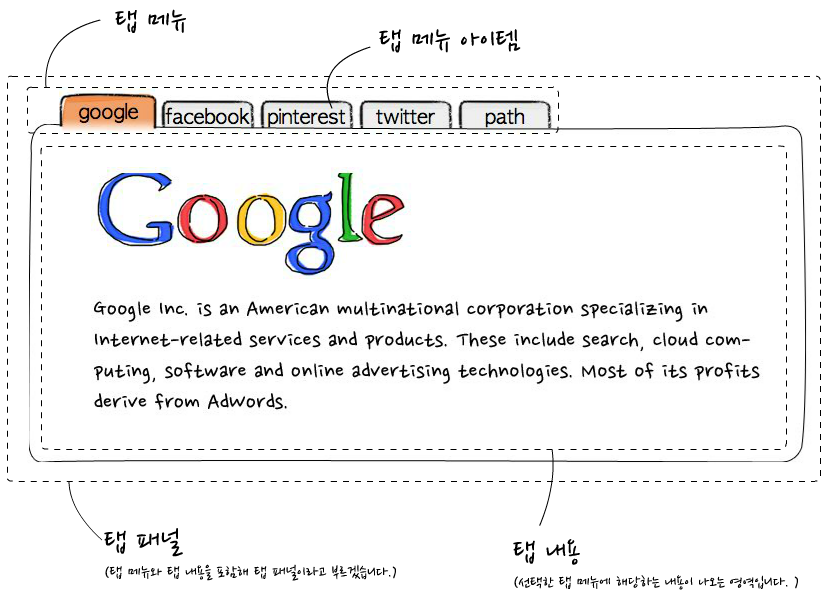 탭 메뉴
탭 메뉴 아이템
google facebook pinterest twitter path
Google
Google Inc. is an American multinational corporation specializing in
Internet-related services and products. These include search, cloud com-
puting, software and online advertising technologies. Most of its profits
derive from AdWords.
탭 패널
(탭 메뉴와 탭 내용을 포함해 탭 패널이라고 부르겠습니다.)
탭 내용
(선택한 탭 메뉴에 해당하는 내용이 나오는 영역입니다. )